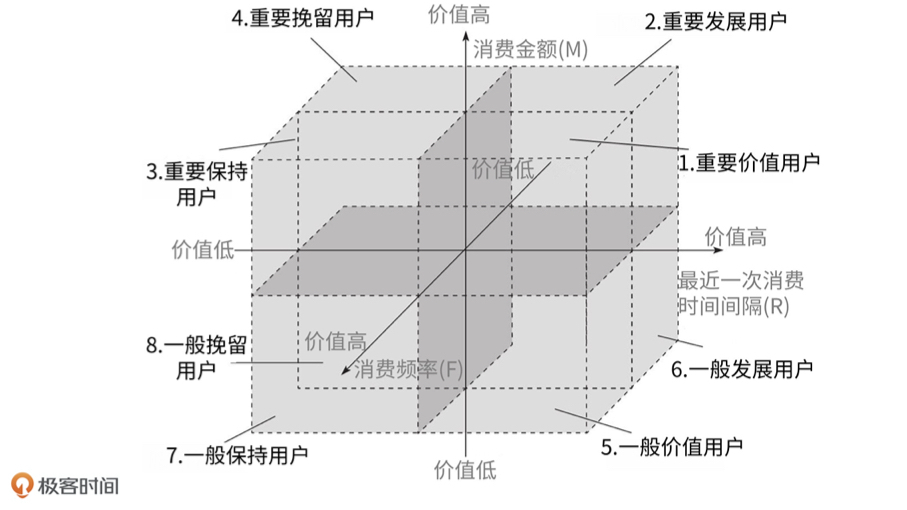 4.重要挽留用户
价值高
2.重要发展用户
消费金额(M)
价值低
1.重要价值用户
3.重要保持
用户
价值低
价值高
最近一次消费
时间间隔(R)
价值高
8.一般挽留
用户
消费频率(F)
6.一般发展用户
7.一般保持用户
5.一般价值用户
价值低
极客时间